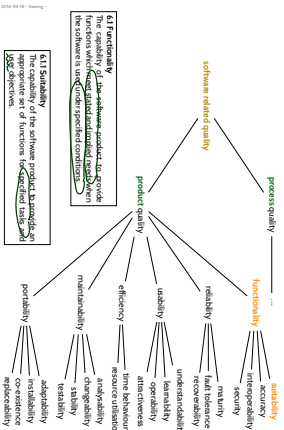 2014-04-18 - Seaning -
software related quality
process quality
...
product quality
functionality
suitability
accuracy
interoperability
security
reliability
maturity
fault tolerance
recoverability
usability
understandabili
learnability
operability
attractiveness
efficiency
time behaviour
resource utilisatio
maintainability
analysability
changeability
stability
testability
portability
adaptability
installability
co-existence
replaceability
6.1 Functionality
The capability of the software product to provide
functions which meet stated and implied needs when
the software is used under specified conditions.
6.1.1 Suitability
The capability of the software product to provide an
appropriate set of functions for specified tasks and
user objectives.